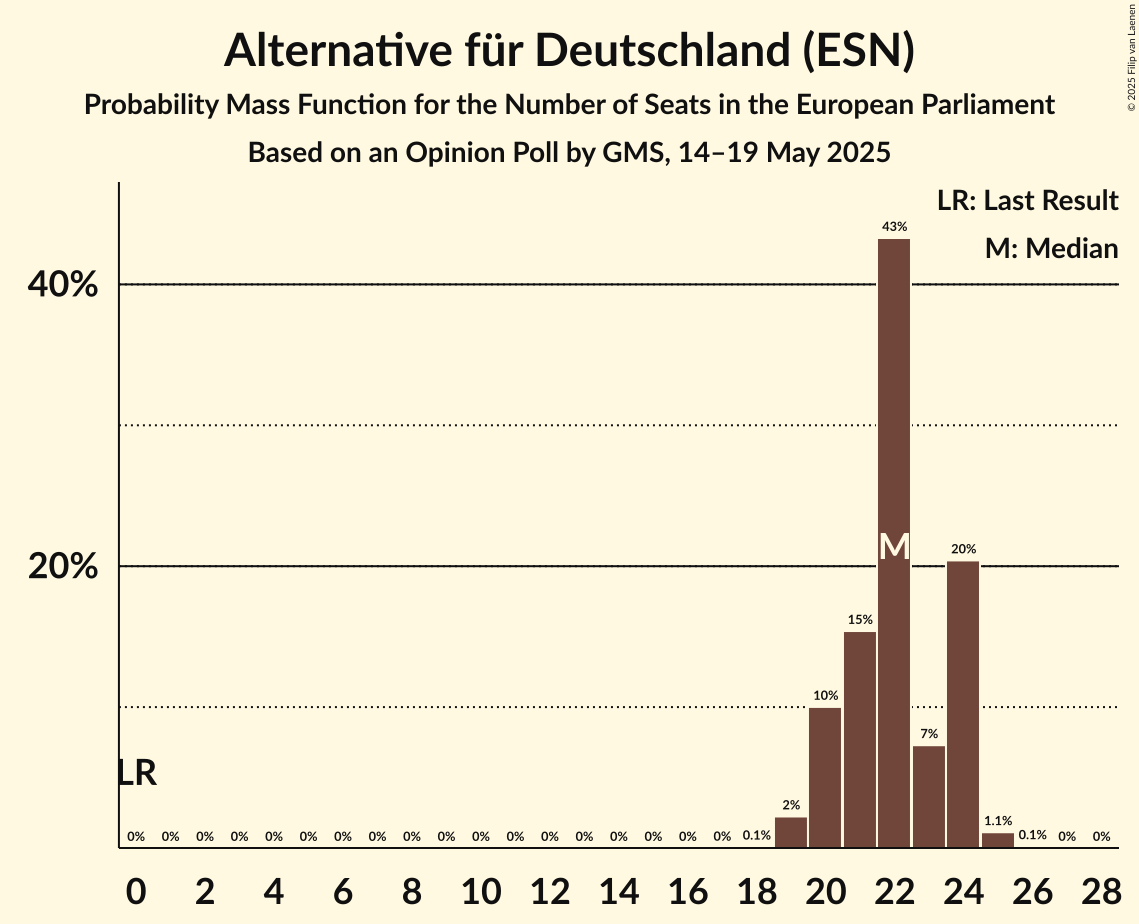 Alternative für Deutschland (ESN)
Probability Mass Function for the Number of Seats in the European Parliament
Based on an Opinion Poll by GMS, 14–19 May 2025
© 2025 Filip van Laenen
LR: Last Result
M: Median
40%
20%
43%
M
20%
15%
10%
7%
LR
2%
1.1%
0% 0% 0% 0% 0% 0% 0% 0% 0% 0% 0% 0% 0% 0% 0% 0% 0% 0% 0.1% 0.1% 0% 0%
0 2 4 6 8 10 12 14 16 18 20 22 24 26 28